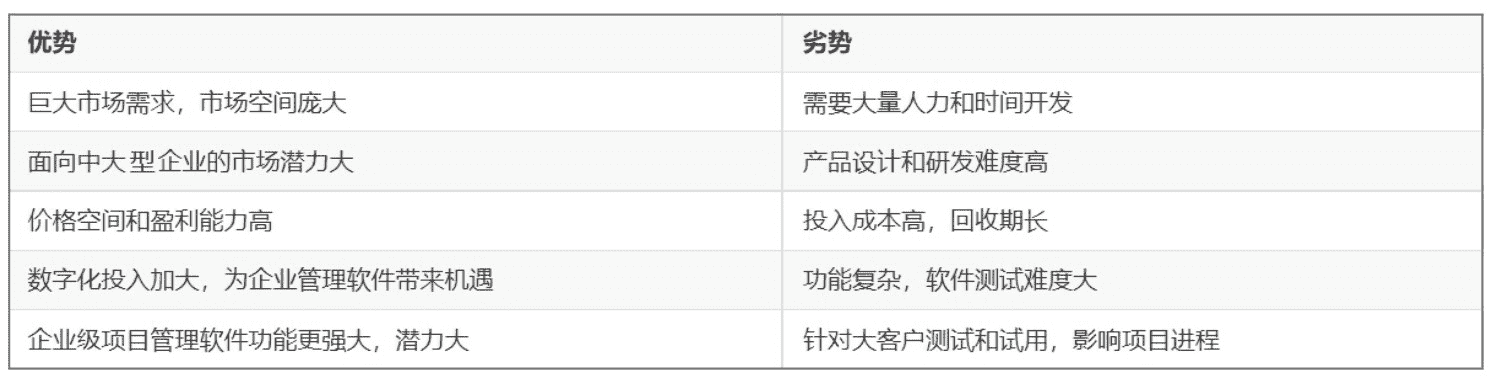 优势 劣势
巨大市场需求，市场空间庞大 需要大量人力和时间开发
面向中大型企业的市场潜力大 产品设计和研发难度高
价格空间和盈利能力高 投入成本高，回收期长
数字化投入加大，为企业管理软件带来机遇 功能复杂，软件测试难度大
企业级项目管理软件功能更强大，潜力大 针对大客户测试和试用，影响项目进程